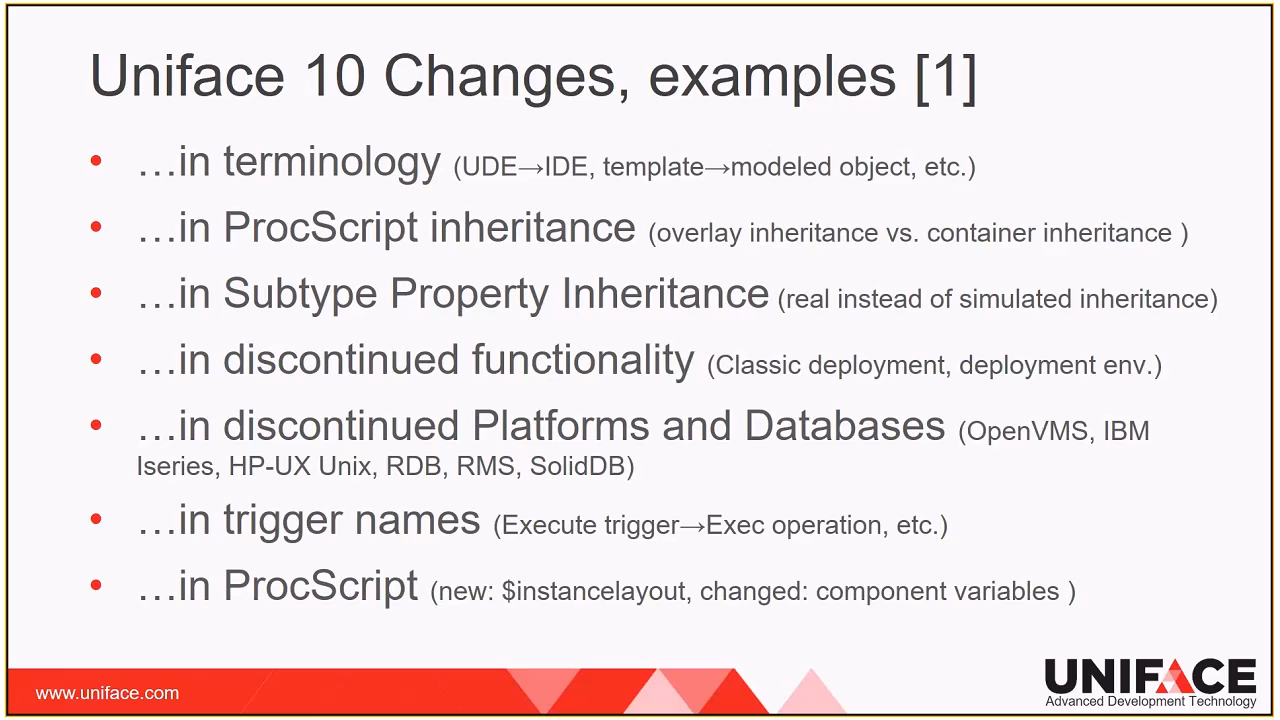 Uniface 10 Changes, examples [1]
• …in terminology (UDE→IDE, template→modeled object, etc.)
• …in ProcScript inheritance (overlay inheritance vs. container inheritance )
• …in Subtype Property Inheritance (real instead of simulated inheritance)
• …in discontinued functionality (Classic deployment, deployment env.)
• …in discontinued Platforms and Databases (OpenVMS, IBM
Iseries, HP-UX Unix, RDB, RMS, SolidDB)
• …in trigger names (Execute trigger→Exec operation, etc.)
• …in ProcScript (new: $instancelayout, changed: component variables )
www.uniface.com
UNIFACE
Advanced Development Technology